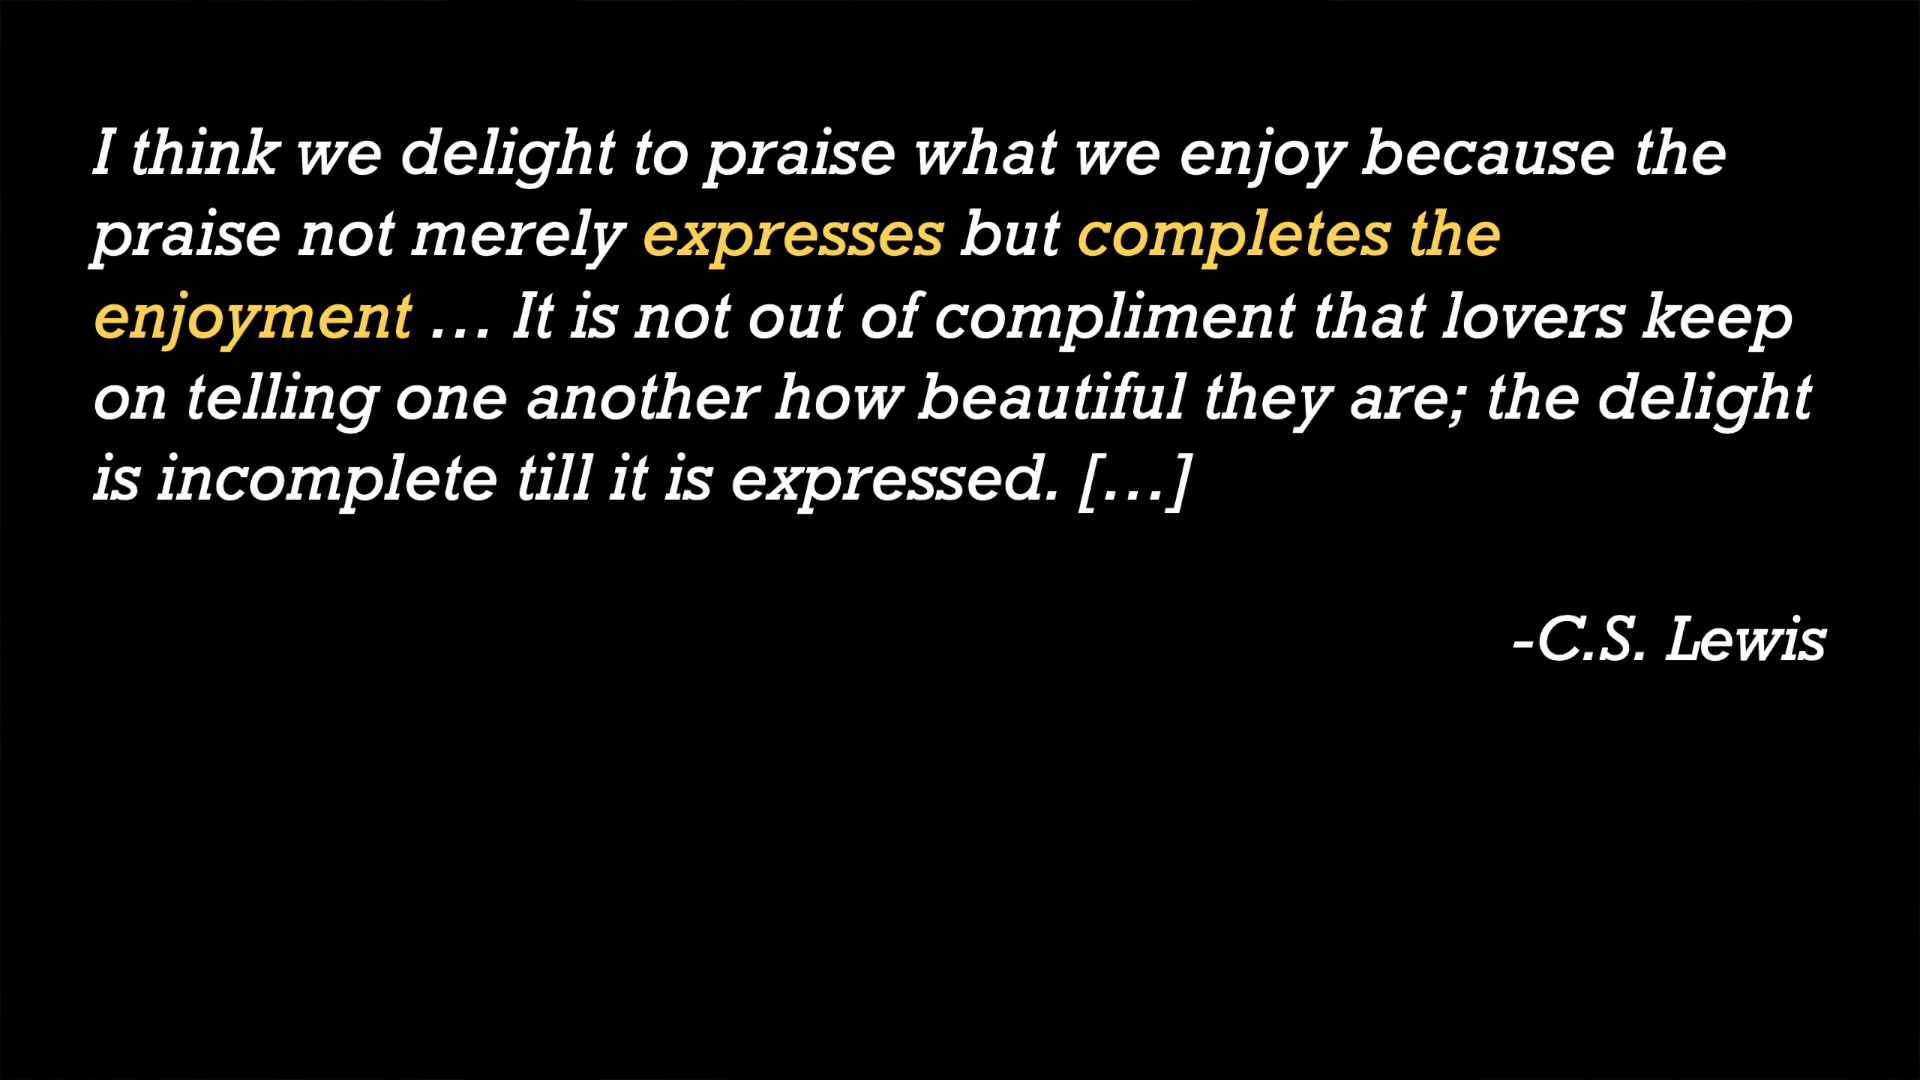 I think we delight to praise what we enjoy because the
praise not merely expresses but completes the
enjoyment … It is not out of compliment that lovers keep
on telling one another how beautiful they are; the delight
is incomplete till it is expressed. […]
-C.S. Lewis